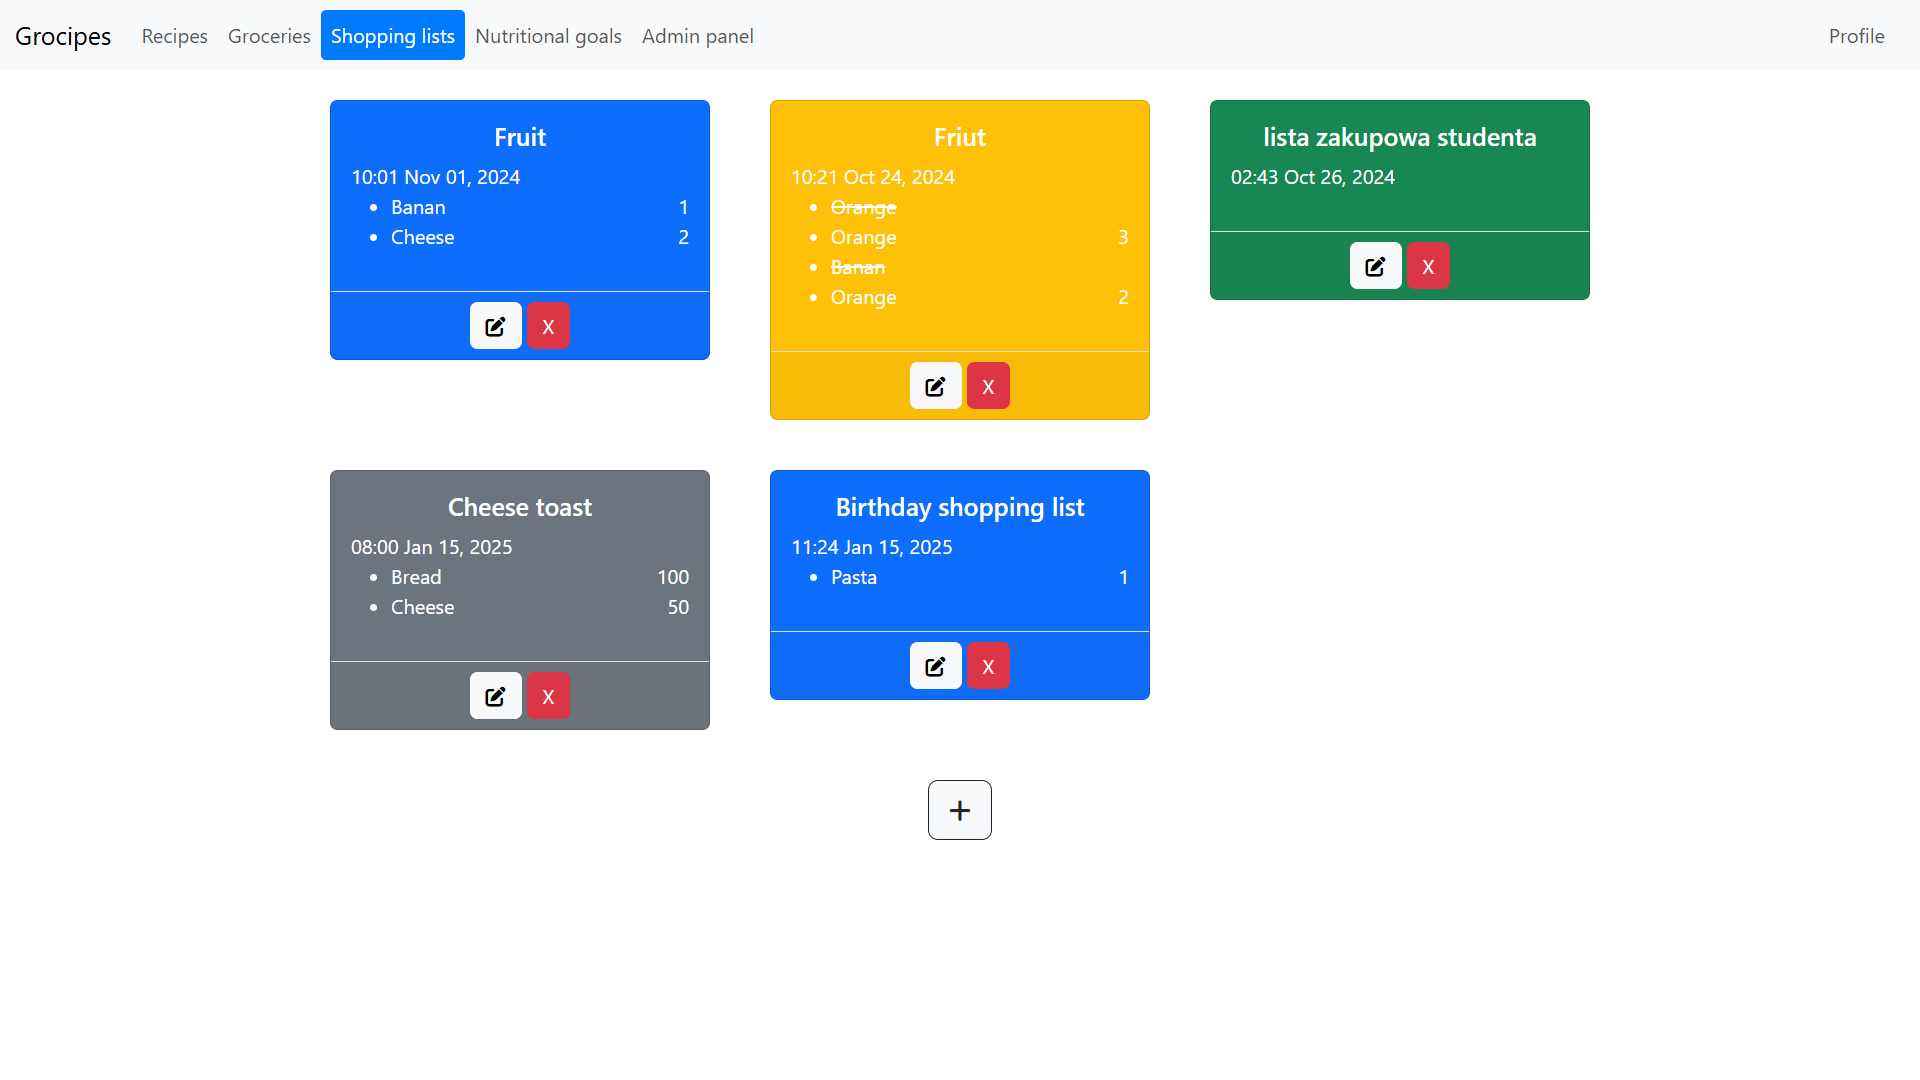 Grocipes Recipes Groceries Shopping lists Nutritional goals Admin panel Profile
Fruit
10:01 Nov 01, 2024
Banan 1
Cheese 2
X
Friut
10:21 Oct 24, 2024
Orange
Orange 3
Banan
Orange 2
X
lista zakupowa studenta
02:43 Oct 26, 2024
X
Cheese toast
08:00 Jan 15, 2025
Bread 100
Cheese 50
X
Birthday shopping list
11:24 Jan 15, 2025
Pasta 1
X
+